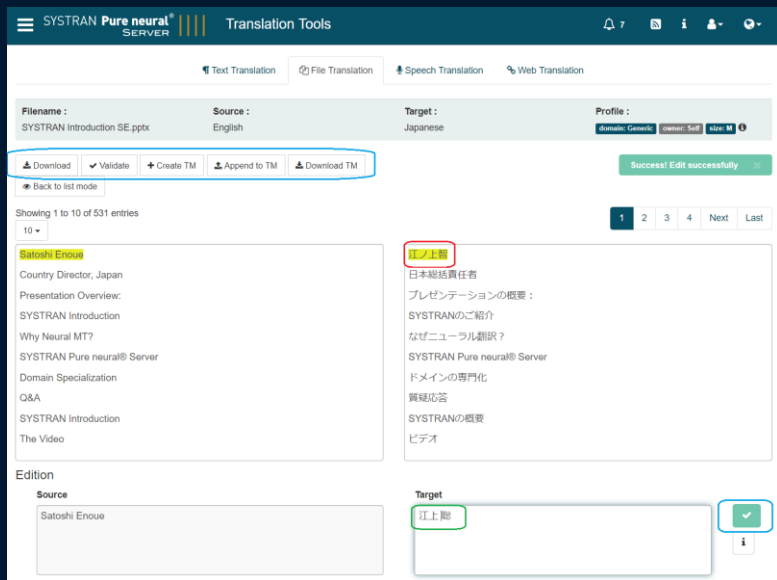 SYSTRAN Pure neural® SERVER
Translation Tools
7
Text Translation
File Translation
Speech Translation
Web Translation
Filename :
Source :
Target :
Profile :
SYSTRAN Introduction SE.pptx
English
Japanese
domain: Generic
owner: Self
size: M
Download
Validate
Create TM
Append to TM
Download TM
Success! Edit successfully
Back to list mode
Showing 1 to 10 of 531 entries
1 2 3 4 Next Last
10
Satoshi Enoue
Country Director, Japan
Presentation Overview:
SYSTRAN Introduction
Why Neural MT?
SYSTRAN Pure neural® Server
Domain Specialization
Q&A
SYSTRAN Introduction
The Video
江ノ上智
日本総括責任者
プレゼンテーションの概要：
SYSTRANのご紹介
なぜニューラル翻訳？
SYSTRAN Pure neural® Server
ドメインの専門化
質疑応答
SYSTRANの概要
ビデオ
Edition
Source
Target
Satoshi Enoue
江上聡